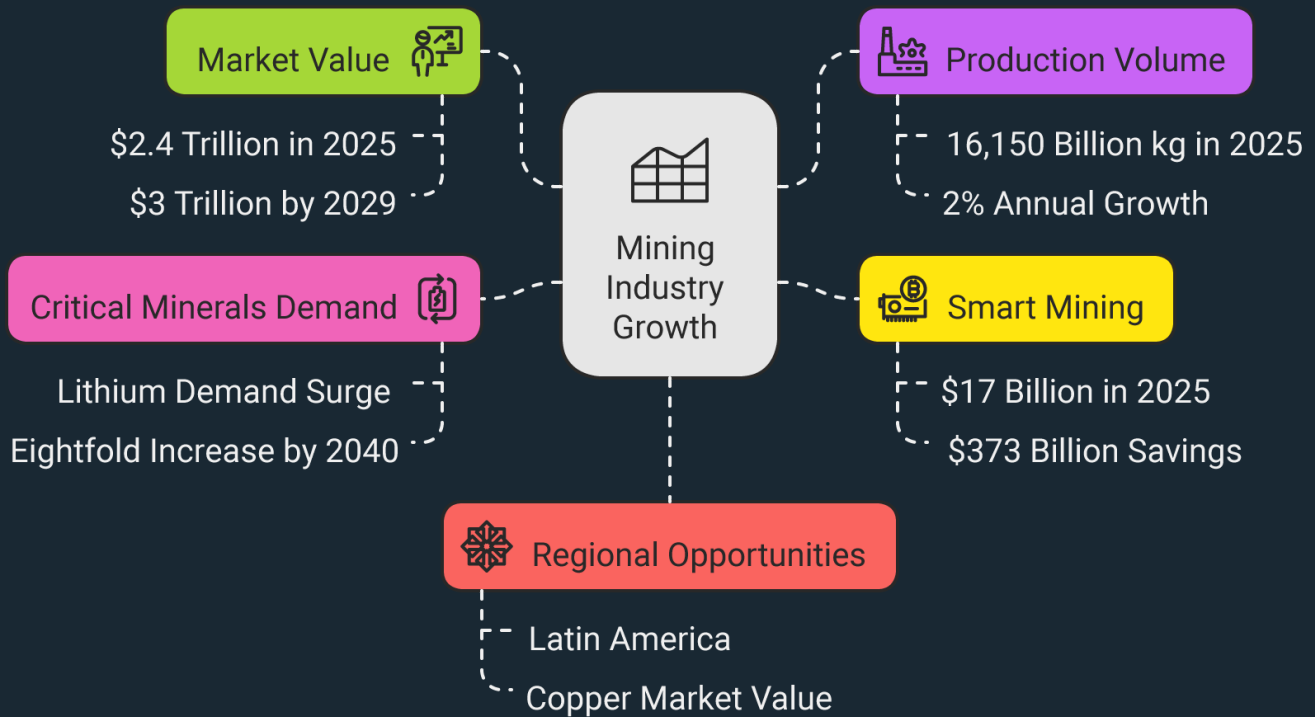 Market Value
$2.4 Trillion in 2025
$3 Trillion by 2029
Production Volume
16,150 Billion kg in 2025
2% Annual Growth
Mining
Industry
Growth
Critical Minerals Demand
Lithium Demand Surge
Eightfold Increase by 2040
Smart Mining
$17 Billion in 2025
$373 Billion Savings
Regional Opportunities
Latin America
Copper Market Value